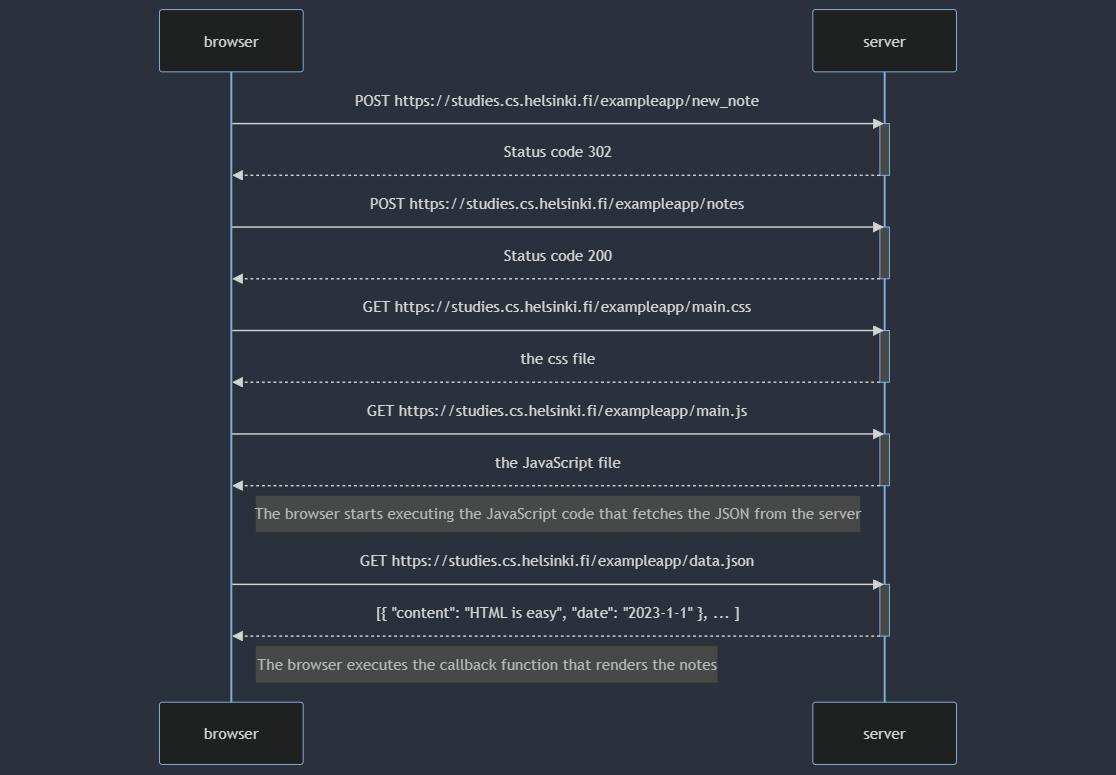 browser
server
POST https://studies.cs.helsinki.fi/exampleapp/new_note
Status code 302
POST https://studies.cs.helsinki.fi/exampleapp/notes
Status code 200
GET https://studies.cs.helsinki.fi/exampleapp/main.css
the css file
GET https://studies.cs.helsinki.fi/exampleapp/main.js
the JavaScript file
The browser starts executing the JavaScript code that fetches the JSON from the server
GET https://studies.cs.helsinki.fi/exampleapp/data.json
[{ "content": "HTML is easy", "date": "2023-1-1" }, ... ]
The browser executes the callback function that renders the notes
browser
server